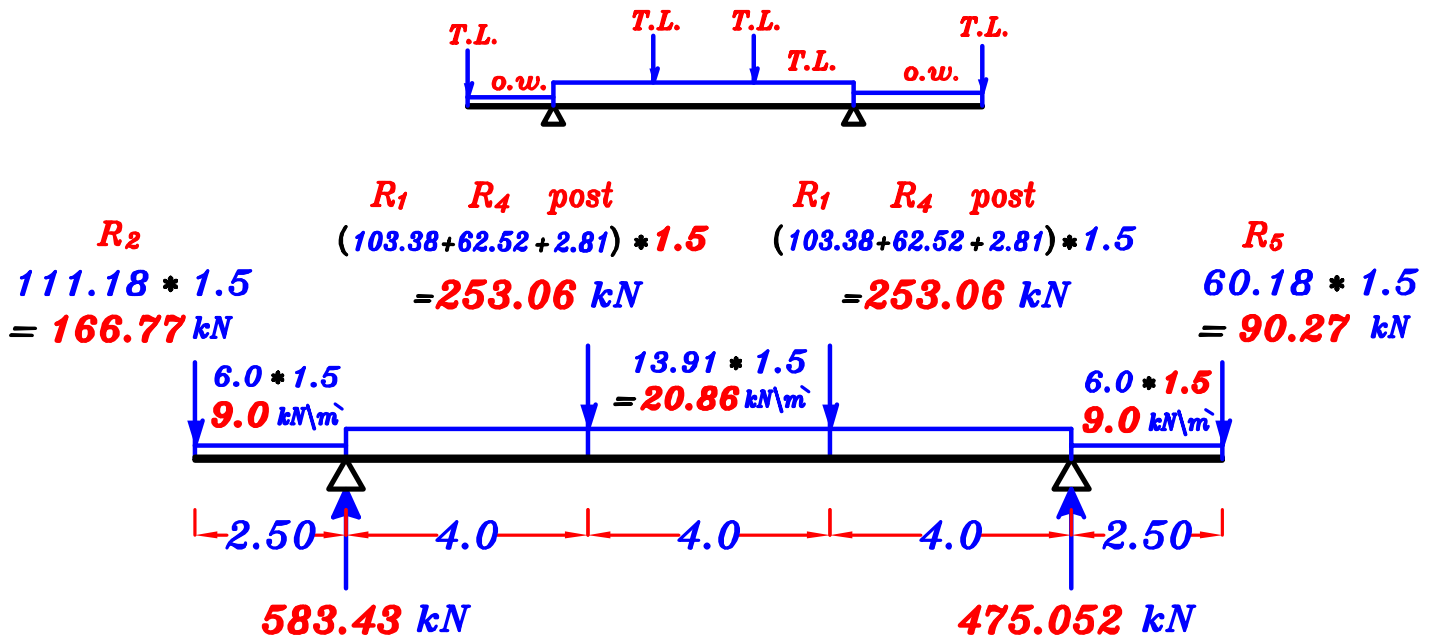 T.L. T.L. T.L. T.L.
o.w. T.L. o.w.
R1 R4 post R1 R4 post
R2 (103.38+62.52+2.81) * 1.5 (103.38+62.52+2.81) * 1.5 R5
111.18 * 1.5 =253.06 kN =253.06 kN 60.18 * 1.5
= 166.77 kN = 90.27 kN
6.0 * 1.5 13.91 * 1.5 6.0 * 1.5
9.0 kN\m` =20.86 kN\m` 9.0 kN\m`
2.50 4.0 4.0 4.0 2.50
583.43 kN 475.052 kN